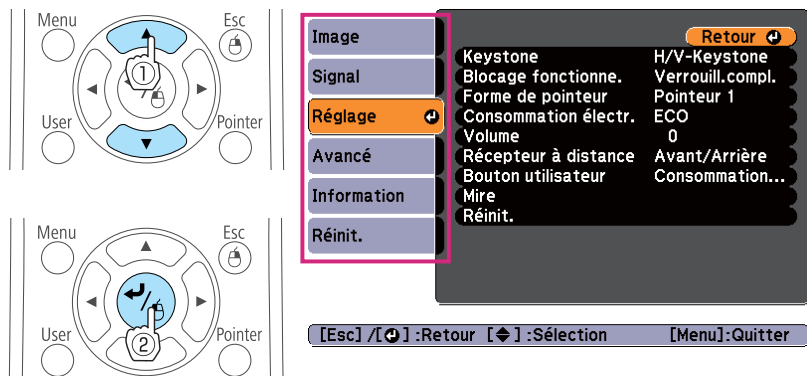 Menu
Esc
①
User
Pointer
Menu
Esc
User
Pointer
②
Image
Signal
Réglage
Avancé
Information
Réinit.
Retour
Keystone H/V-Keystone
Blocage fonctionne. Verrouill.compl.
Forme de pointeur Pointeur 1
Consommation électr. ECO
Volume 0
Récepteur à distance Avant/Arrière
Bouton utilisateur Consommation...
Mire
Réinit.
[Esc] /[⏎] :Retour [◆] :Sélection [Menu]:Quitter